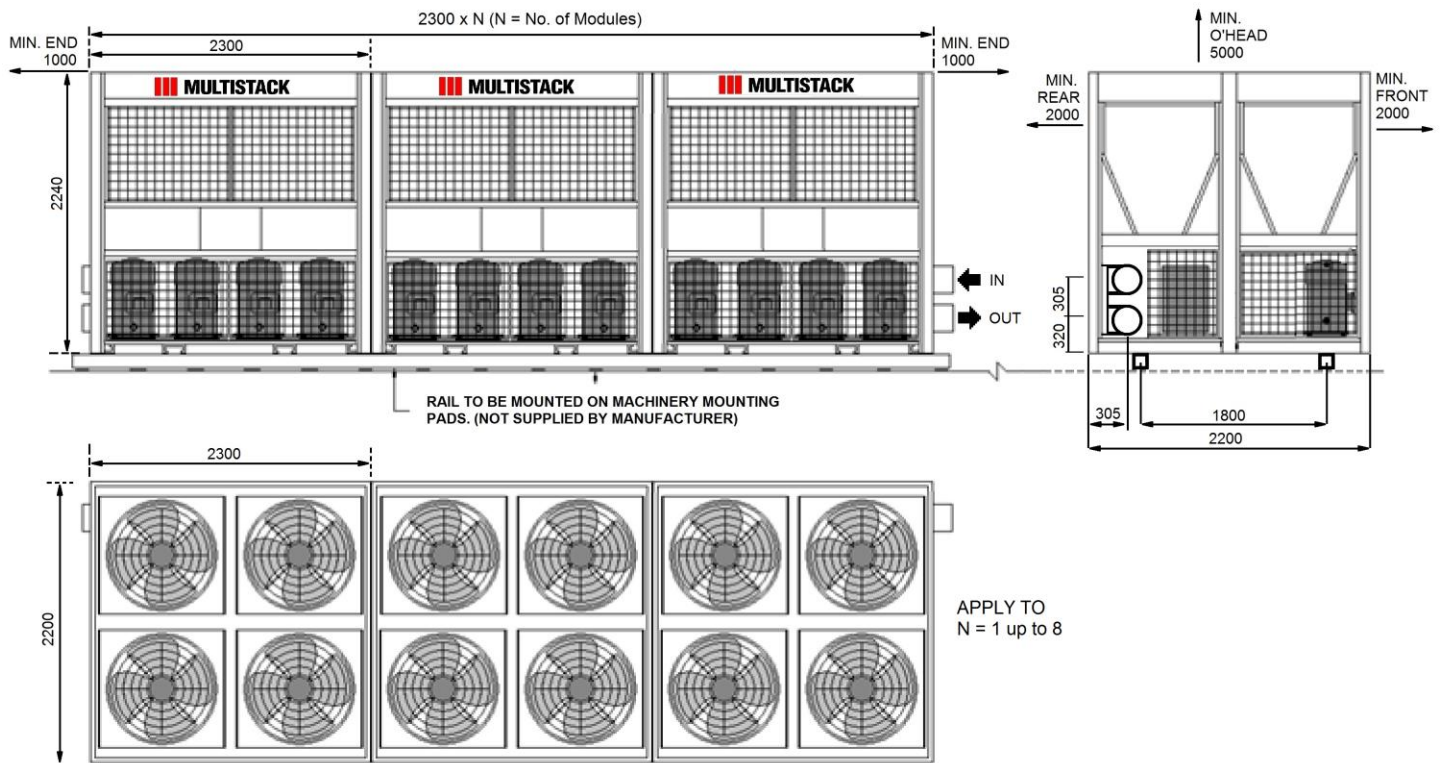 2300 x N (N = No. of Modules)
MIN. END
1000
2300
MIN. END
1000
MULTISTACK
MULTISTACK
MULTISTACK
2240
IN
OUT
RAIL TO BE MOUNTED ON MACHINERY MOUNTING
PADS. (NOT SUPPLIED BY MANUFACTURER)
MIN.
O'HEAD
5000
MIN.
REAR
2000
MIN.
FRONT
2000
305
320
305
1800
2200
2300
2200
APPLY TO
N = 1 up to 8